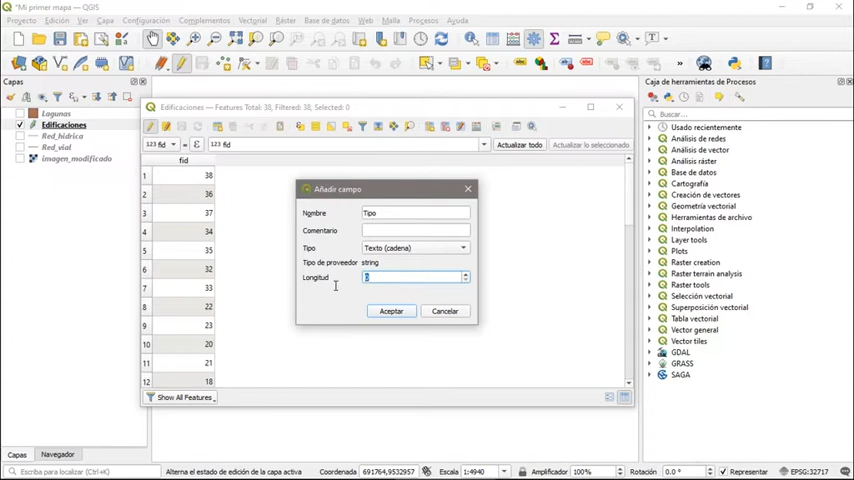 *Mi primer mapa — QGIS
Proyecto Edición Ver Capa Configuración Complementos Vectorial Ráster Base de datos Web Malla Procesos Ayuda
Capas
Lagunas
Edificaciones
Red_hídrica
Red_vial
imagen_modificado
Edificaciones — Features Total: 38, Filtered: 38, Selected: 0
123 fid = ε 123 fid Actualizar todo Actualizar lo seleccionado
fid
1 38
2 36
3 37
4 34
5 35
6 32
7 33
8 22
9 23
10 20
11 21
12 18
Show All Features
Añadir campo
Nombre Tipo
Comentario
Tipo Texto (cadena)
Tipo de proveedor string
Longitud 0
Aceptar Cancelar
Caja de herramientas de Procesos
Buscar...
Usado recientemente
Análisis de redes
Análisis de vector
Análisis ráster
Base de datos
Cartografía
Creación de vectores
Geometría vectorial
Herramientas de archivo
Interpolation
Layer tools
Plots
Raster creation
Raster terrain analysis
Raster tools
Selección vectorial
Superposición vectorial
Tabla vectorial
Vector general
Vector tiles
GDAL
GRASS
SAGA
Capas Navegador
Escriba para localizar (Ctrl+K) Alterna el estado de edición de la capa activa Coordenada 691764,9532957 Escala 1:4940 Amplificador 100% Rotación 0.0 ° Representar EPSG:32717